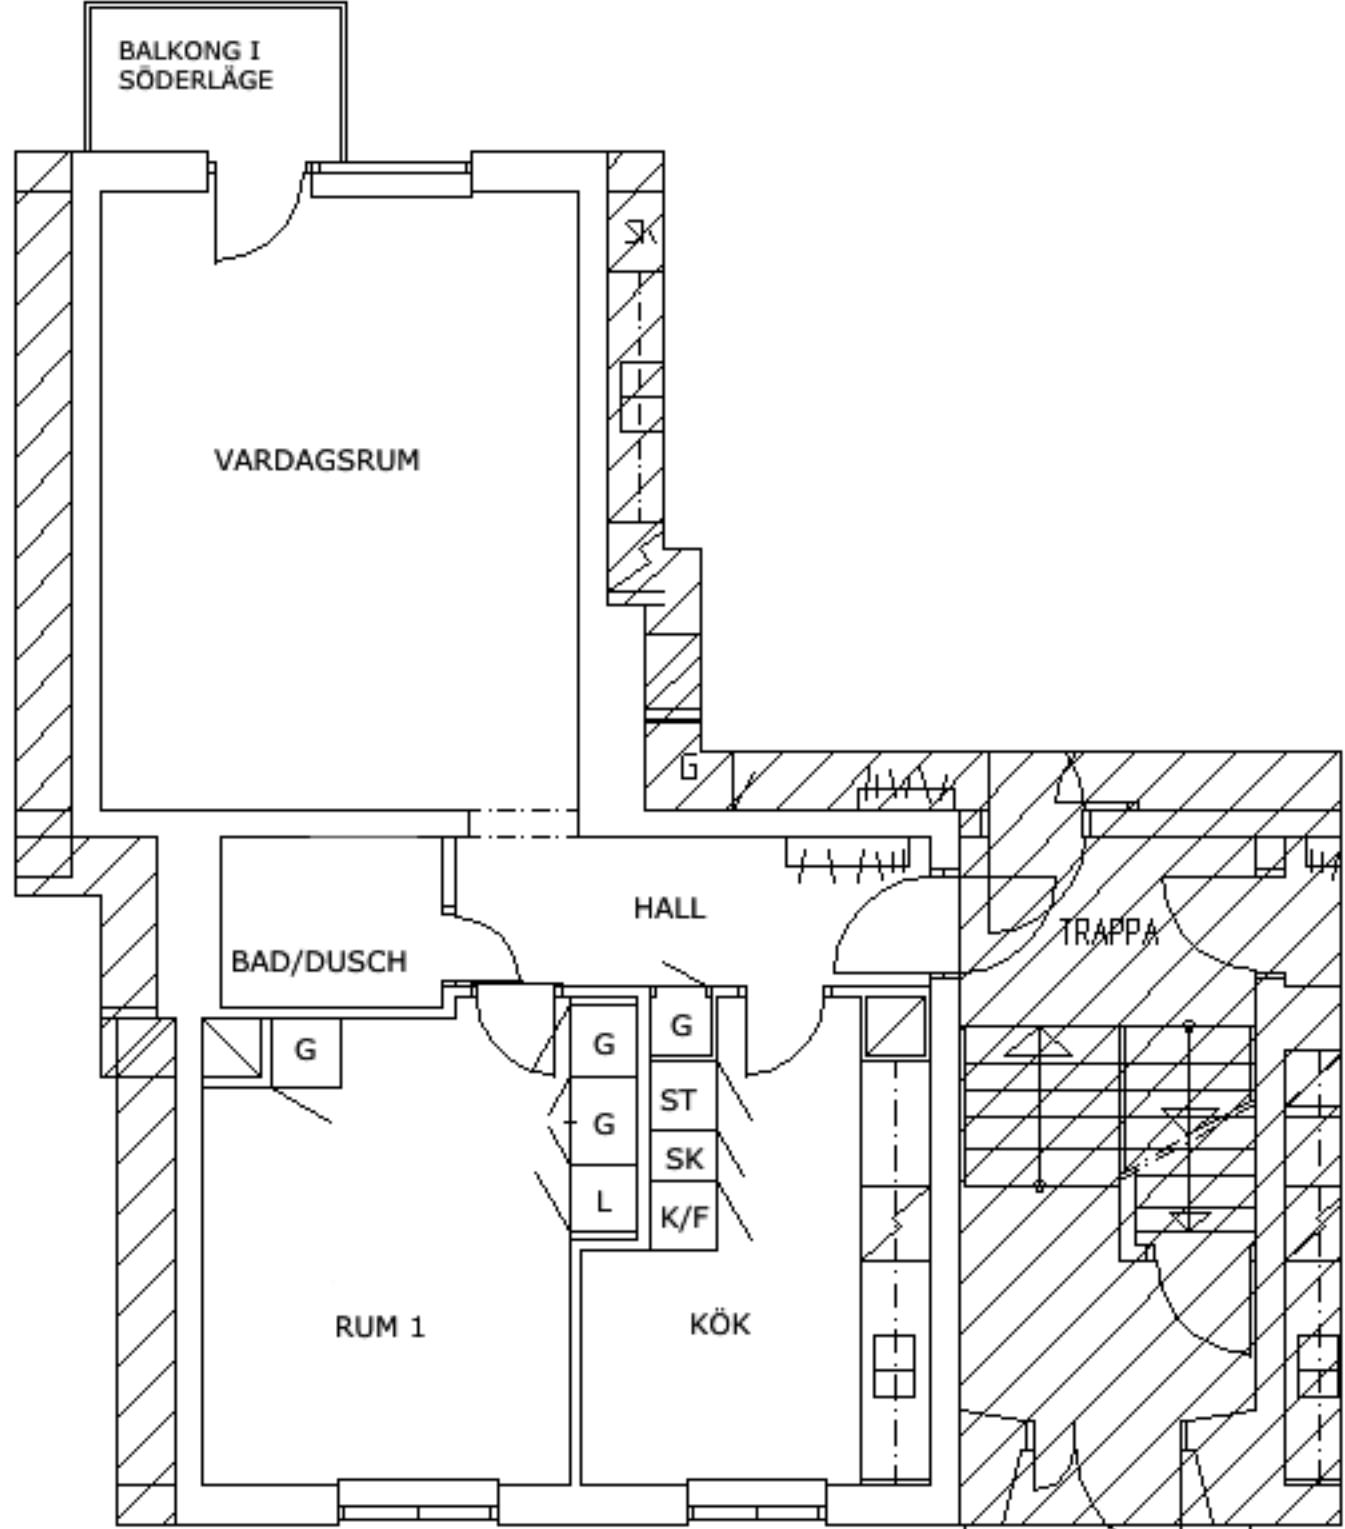 BALKONG I
SÖDERLÄGE
VARDAGSRUM
G
HALL
TRAPPA
BAD/DUSCH
G
G
G
G
ST
SK
L
K/F
RUM 1
KÖK